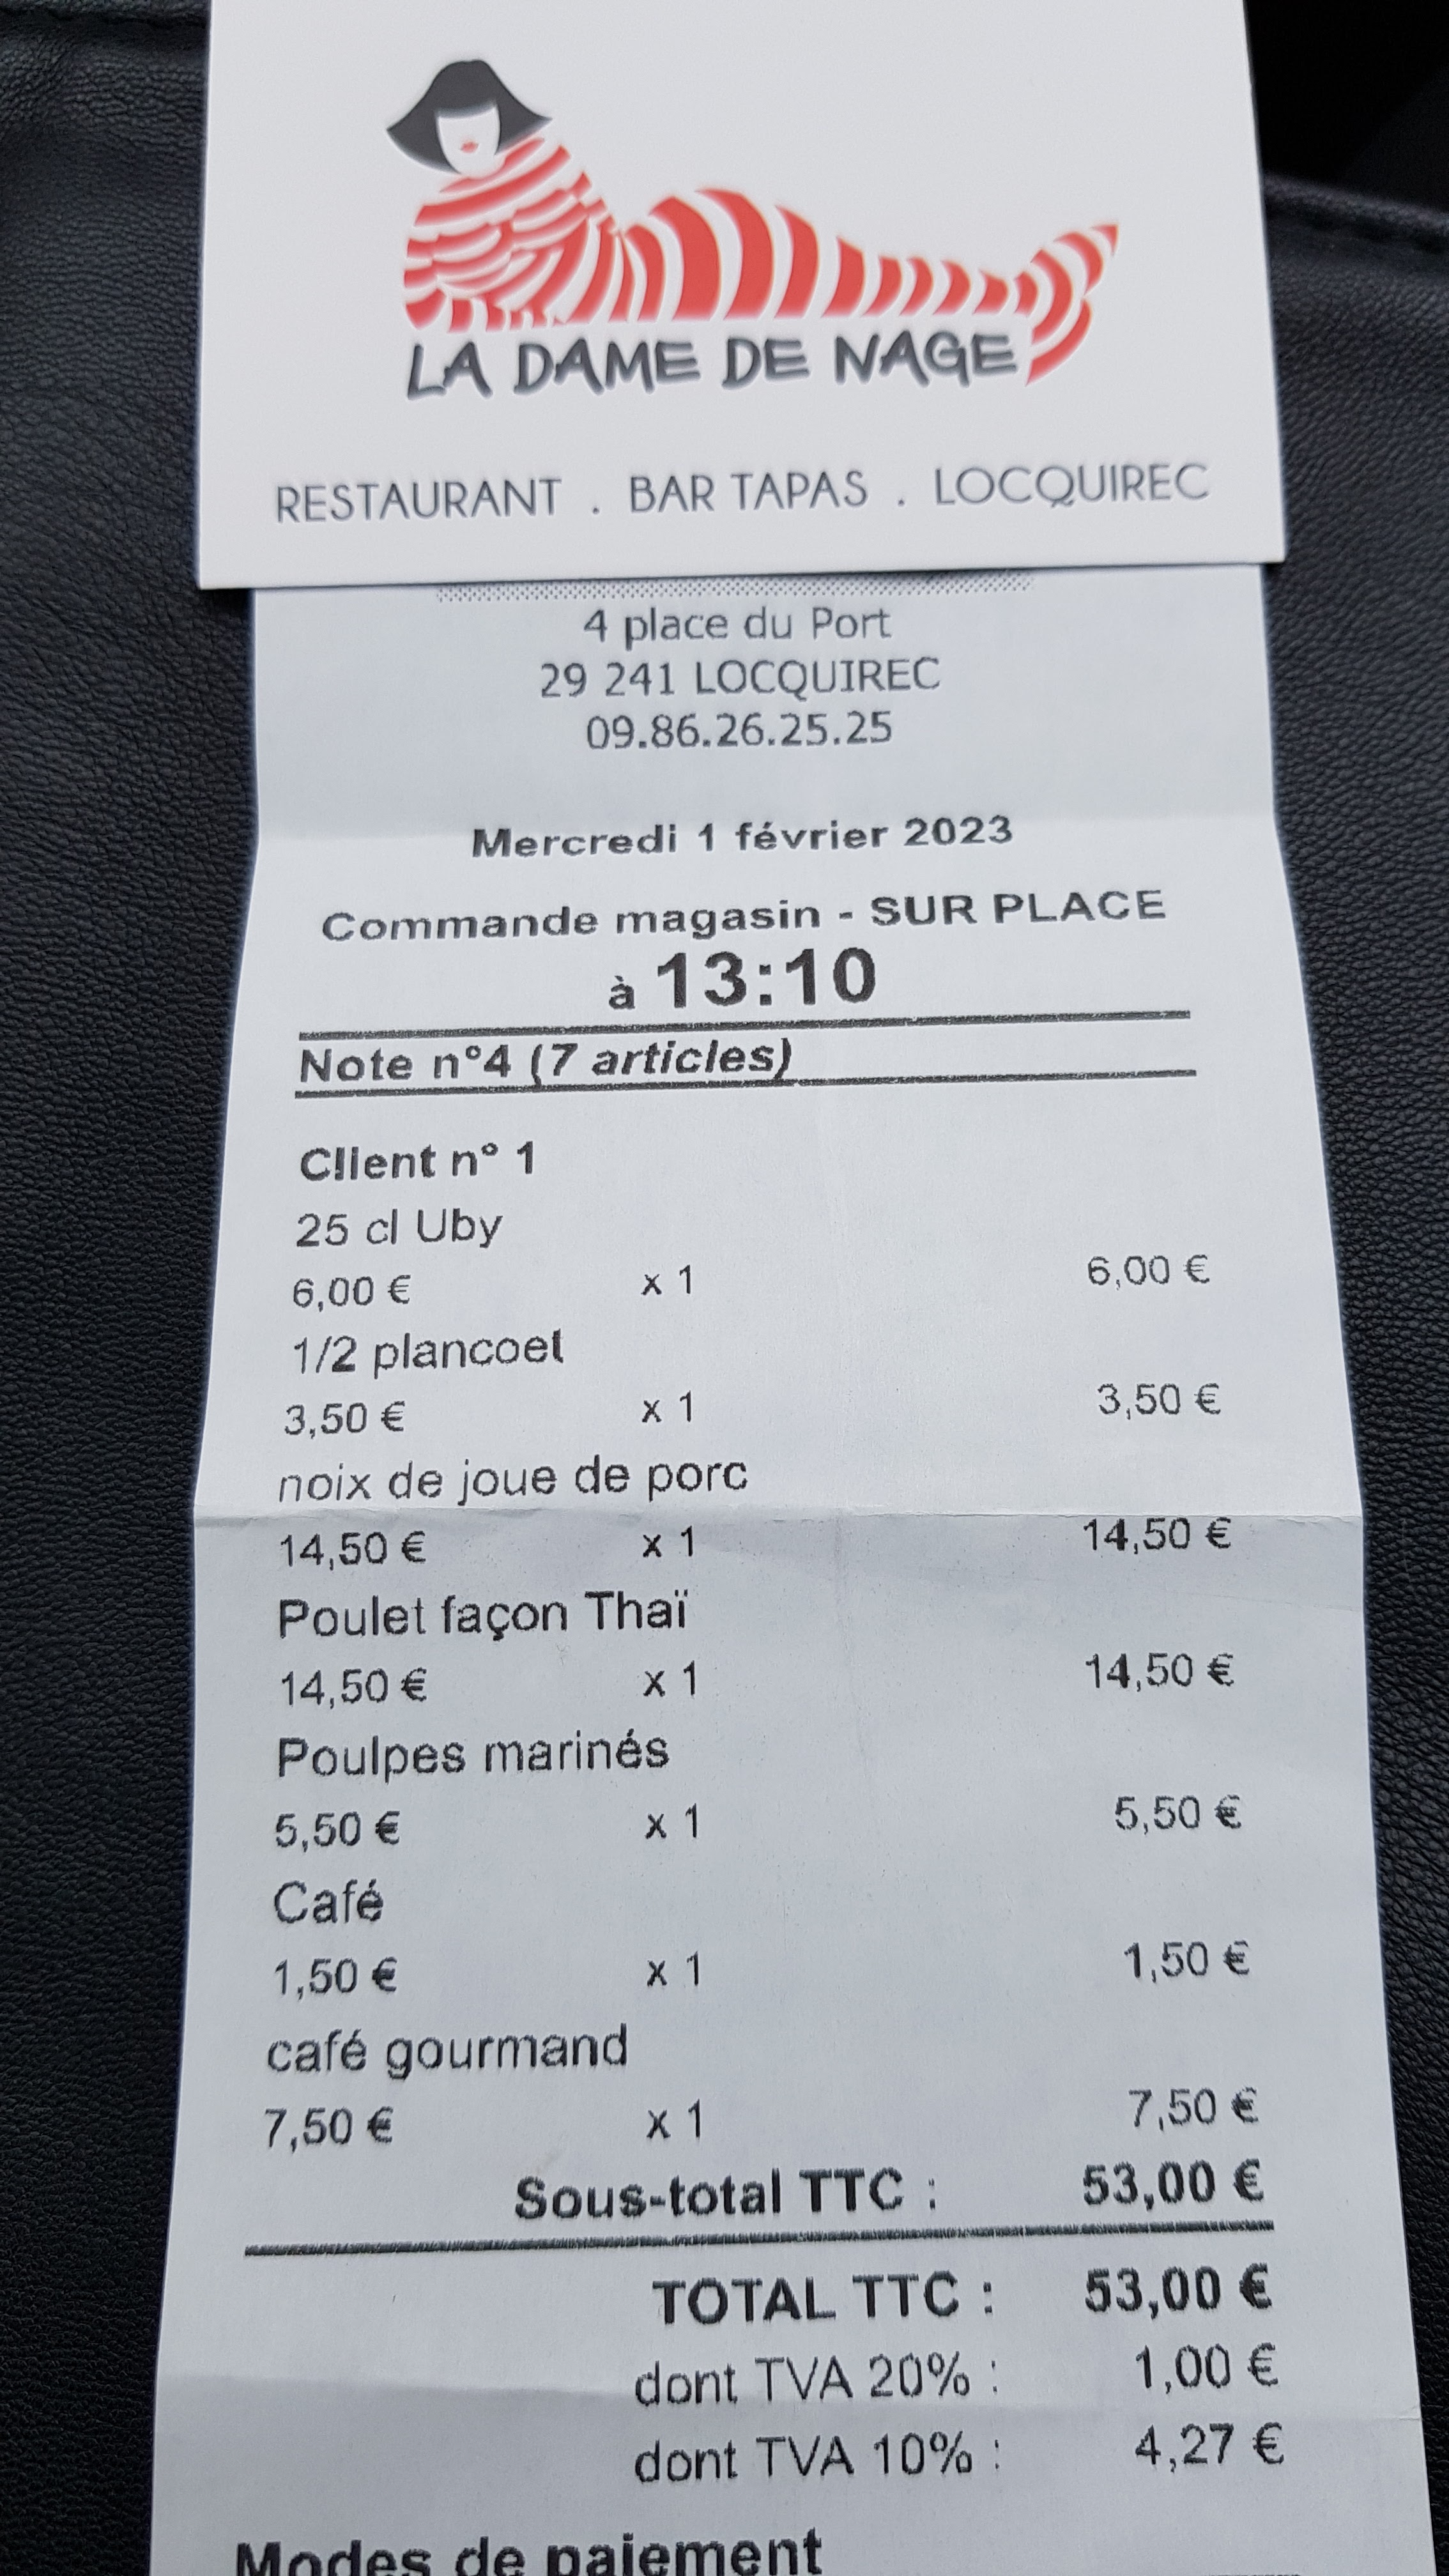 LA DAME DE NAGE
RESTAURANT . BAR TAPAS . LOCQUIREC
4 place du Port
29 241 LOCQUIREC
09.86.26.25.25
Mercredi 1 février 2023
Commande magasin - SUR PLACE
à 13:10
Note n°4 (7 articles)
Client n° 1
25 cl Uby
6,00 € x 1 6,00 €
1/2 plancoet
3,50 € x 1 3,50 €
noix de joue de porc
14,50 € x 1 14,50 €
Poulet façon Thaï
14,50 € x 1 14,50 €
Poulpes marinés
5,50 € x 1 5,50 €
Café
1,50 € x 1 1,50 €
café gourmand
7,50 € x 1 7,50 €
Sous-total TTC : 53,00 €
TOTAL TTC : 53,00 €
dont TVA 20% : 1,00 €
dont TVA 10% : 4,27 €
Modes de paiement